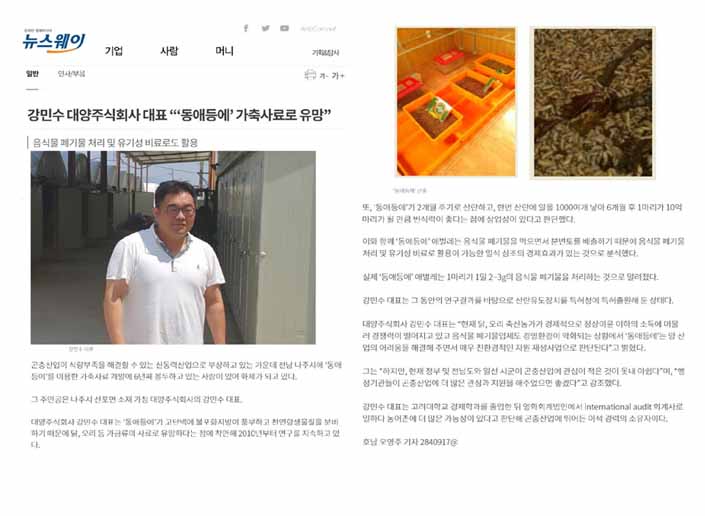 뉴스웨이
기업 사람 머니
기획&답사
일반 인사/부음
가- 가+
강민수 대양주식회사 대표 “‘동애등에’ 가축사료로 유망”
음식물 폐기물 처리 및 유기성 비료로도 활용
강민수 대표
곤충산업이 식량부족을 해결할 수 있는 신동력산업으로 부상하고 있는 가운데 전남 나주시에 ‘동애
등에’를 이용한 가축사료 개발에 6년째 몰두하고 있는 사람이 있어 화제가 되고 있다.
그 주인공은 나주시 산포면 소재 가칭 대양주식회사의 강민수 대표.
대양주식회사 강민수 대표는 ‘동애등에’가 고단백에 불포화지방이 풍부하고 천연항생물질을 분비
하기 때문에 닭, 오리 등 가금류의 사료로 유망하다는 점에 착안해 2010년부터 연구를 지속하고 있
다.
‘동애등에’ 산물
또, ‘동애등에’가 2개월 주기로 산란하고, 한번 산란에 알을 1000여개 낳아 6개월 후 1마리가 10억
마리가 될 만큼 번식력이 좋다는 점에 상업성이 있다고 판단했다.
이와 함께 ‘동애등에’ 애벌레는 음식물 폐기물을 먹으면서 분변토를 배출하기 때문에 음식물 폐기물
처리 및 유기성 비료로 활용이 가능한 일석 삼조의 경제효과가 있는 것으로 분석했다.
실제 ‘동애등에’ 애벌레는 1마리가 1일 2~3g의 음식물 폐기물을 처리하는 것으로 알려졌다.
강민수 대표는 그 동안의 연구결과를 바탕으로 산란유도장치를 특허청에 특허출원해 둔 상태다.
대양주식회사 강민수 대표는 “현재 닭, 오리 축산농가가 경제적으로 정상이윤 이하의 소득에 머물
러 경쟁력이 떨어지고 있고 음식물 폐기물업체도 경영환경이 악화되는 상황에서 ‘동애등에’는 양 산
업의 어려움을 해결해 주면서 매우 친환경적인 자원 재생사업으로 판단된다”고 말했다.
그는 “하지만, 현재 정부 및 전남도와 일선 시군이 곤충산업에 관심이 적은 것이 못내 아쉽다”며, “행
정기관들이 곤충산업에 더 많은 관심과 지원을 해주었으면 좋겠다”고 강조했다.
강민수 대표는 고려대학교 경제학과를 졸업한 뒤 영화회계법인에서 International audit 회계사로
일하다 농어촌에 더 많은 가능성이 있다고 판단해 곤충산업에 뛰어든 이석 경력의 소유자이다.
호남 오영주 기자 2840917@